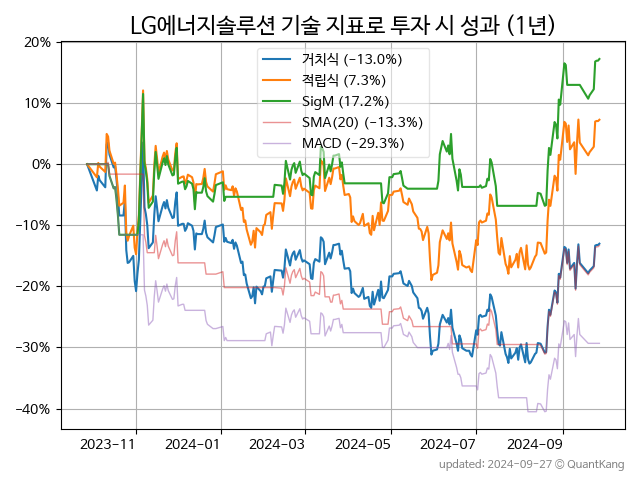 LG에너지솔루션 기술 지표로 투자 시 성과 (1년)
거치식 (−13.0%)
적립식 (7.3%)
SigM (17.2%)
SMA(20) (−13.3%)
MACD (−29.3%)
20%
10%
0%
−10%
−20%
−30%
−40%
2023-11
2024-01
2024-03
2024-05
2024-07
2024-09
updated: 2024-09-27 © QuantKang